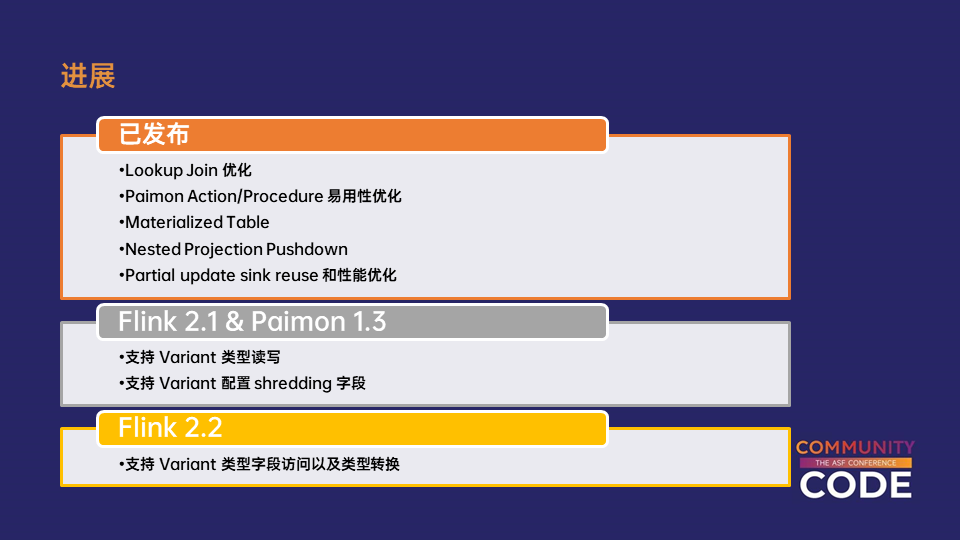 进展
已发布
•Lookup Join 优化
•Paimon Action/Procedure 易用性优化
•Materialized Table
•Nested Projection Pushdown
•Partial update sink reuse 和性能优化
Flink 2.1 & Paimon 1.3
•支持 Variant 类型读写
•支持 Variant 配置 shredding 字段
Flink 2.2
•支持 Variant 类型字段访问以及类型转换
COMMUNITY
THE ASF CONFERENCE
CODE